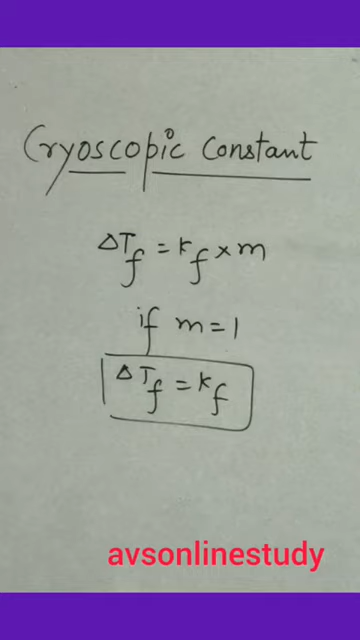 Cryoscopic Constant
ΔTf = kf × m
if m = 1
ΔTf = kf
avsonlinestudy